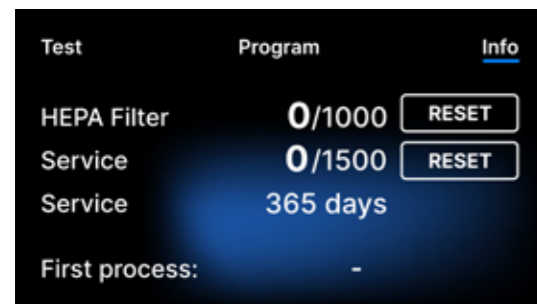 Test Program Info
HEPA Filter 0/1000 RESET
Service 0/1500 RESET
Service 365 days
First process: -